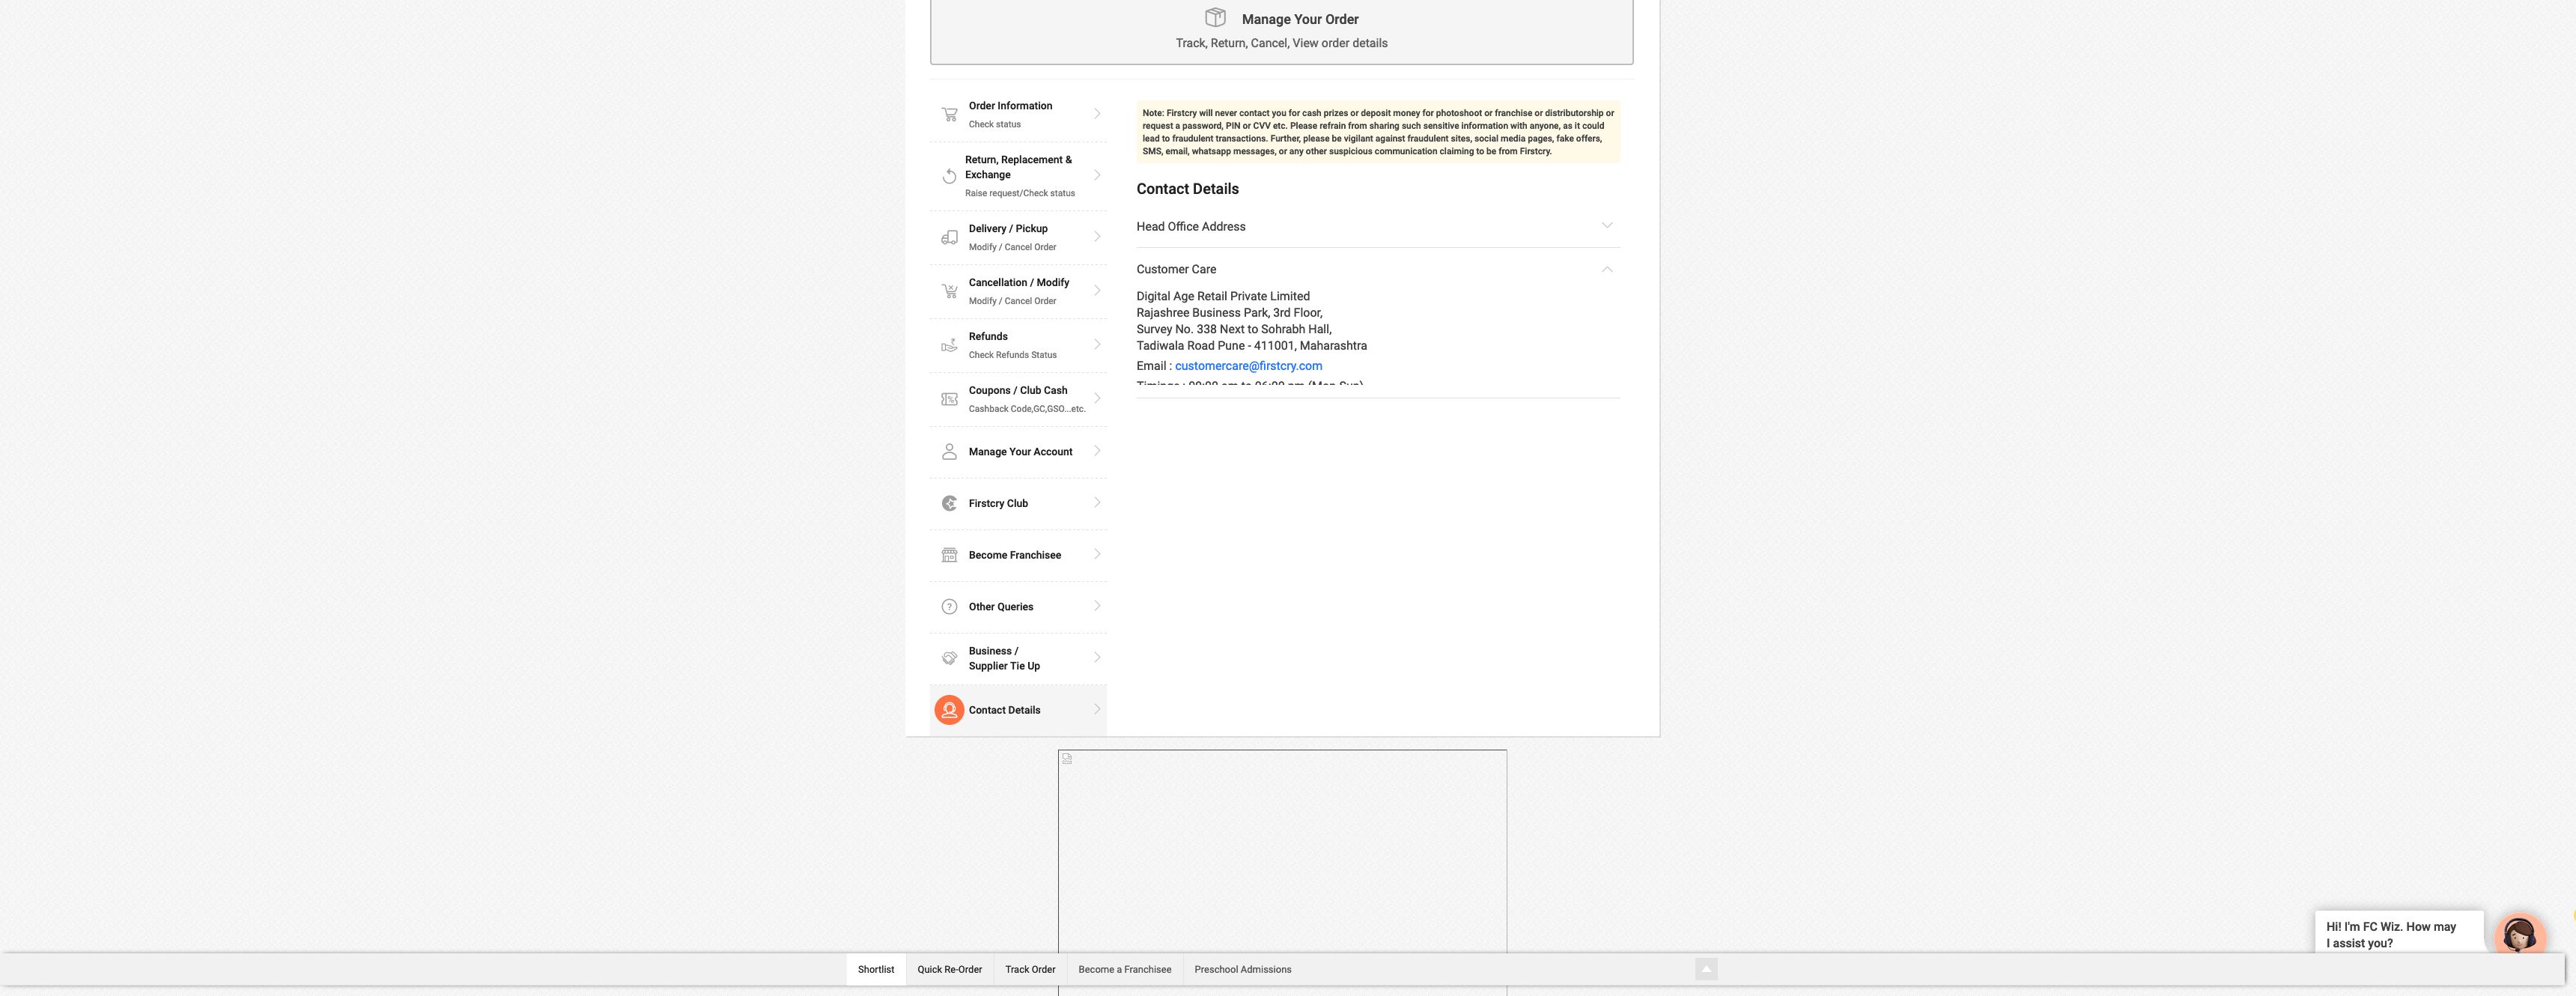 Manage Your Order
Track, Return, Cancel, View order details
Order Information
Check status
Return, Replacement &
Exchange
Raise request/Check status
Delivery / Pickup
Modify / Cancel Order
Cancellation / Modify
Modify / Cancel Order
Refunds
Check Refunds Status
Coupons / Club Cash
Cashback Code,GC,GSO...etc.
Manage Your Account
Firstcry Club
Become Franchisee
Other Queries
Business /
Supplier Tie Up
Contact Details
Note: Firstcry will never contact you for cash prizes or deposit money for photoshoot or franchise or distributorship or
request a password, PIN or CVV etc. Please refrain from sharing such sensitive information with anyone, as it could
lead to fraudulent transactions. Further, please be vigilant against fraudulent sites, social media pages, fake offers,
SMS, email, whatsapp messages, or any other suspicious communication claiming to be from Firstcry.
Contact Details
Head Office Address
Customer Care
Digital Age Retail Private Limited
Rajashree Business Park, 3rd Floor,
Survey No. 338 Next to Sohrabh Hall,
Tadiwala Road Pune - 411001, Maharashtra
Email : customercare@firstcry.com
Timings : am to pm (Mon-Sun)
Hi! I'm FC Wiz. How may
I assist you?
Shortlist
Quick Re-Order
Track Order
Become a Franchisee
Preschool Admissions